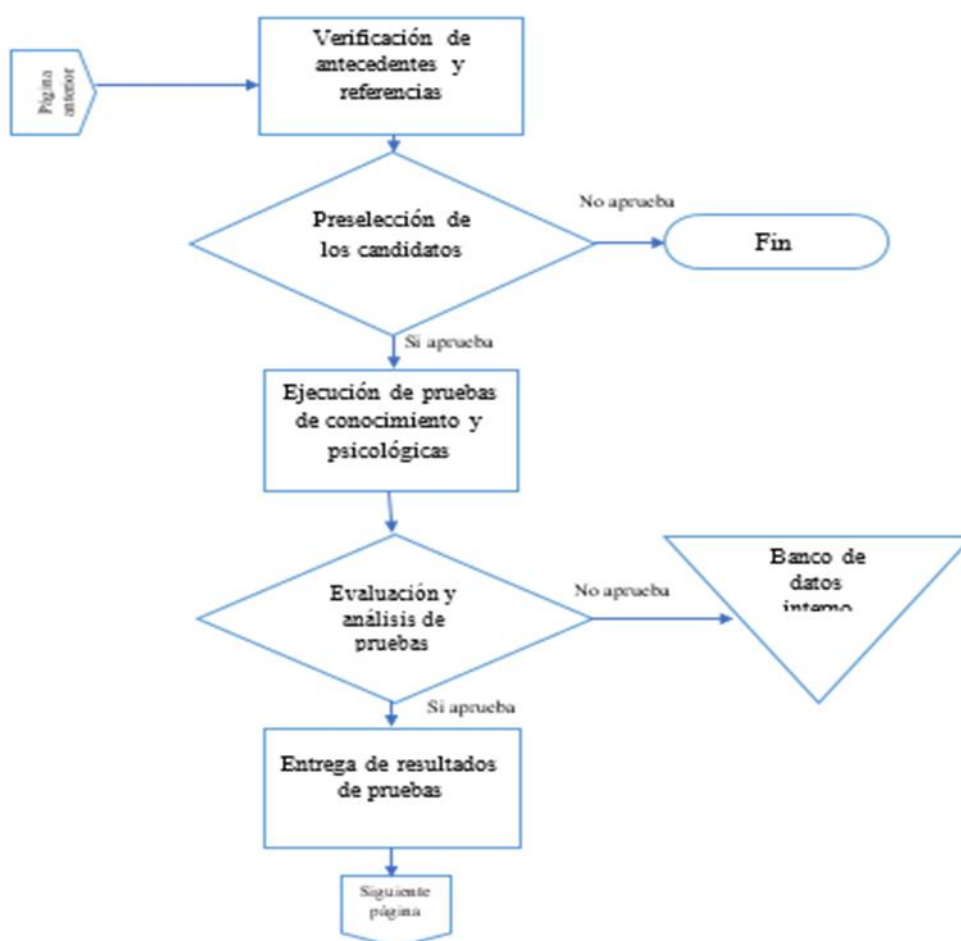 Página
anterior
Verificación de
antecedentes y
referencias
Preselección de
los candidatos
No aprueba
Fin
Si aprueba
Ejecución de pruebas
de conocimiento y
psicológicas
Evaluación y
análisis de
pruebas
No aprueba
Banco de
datos
interno
Si aprueba
Entrega de resultados
de pruebas
Siguiente
página